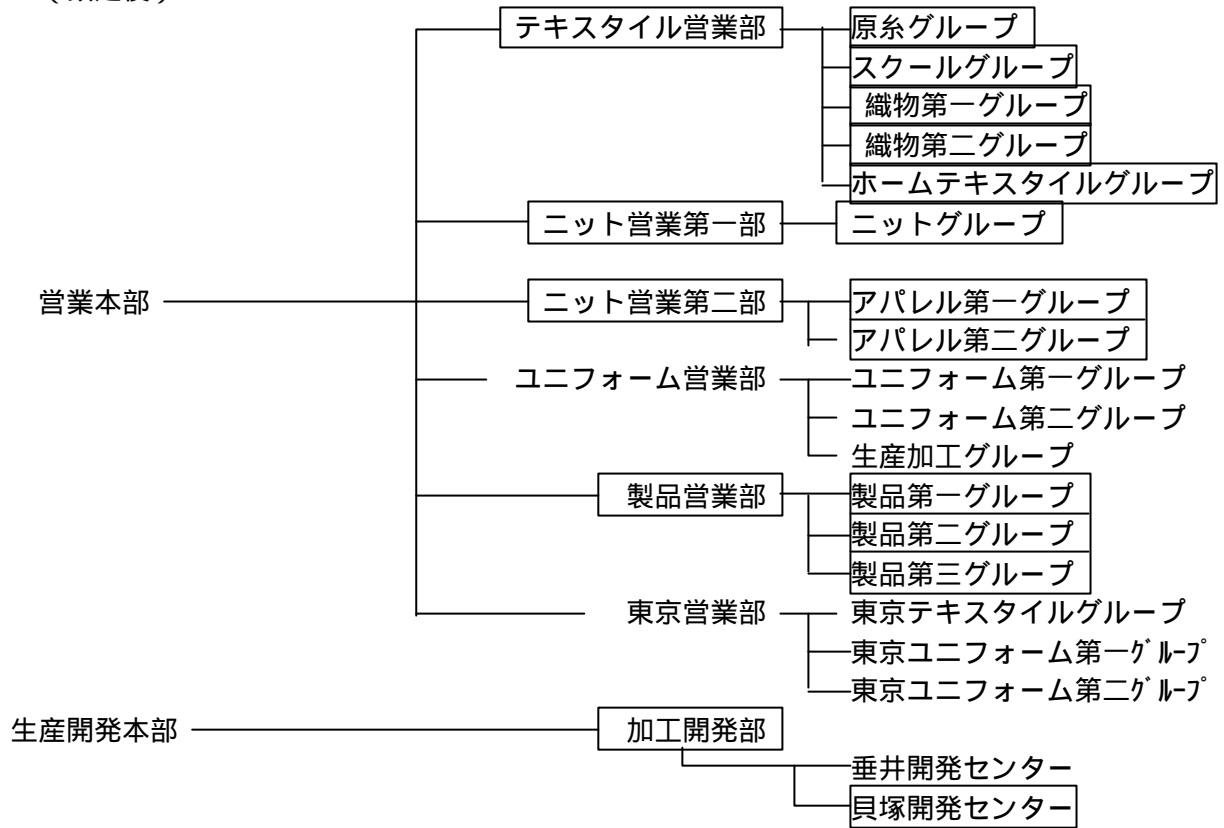 テキスタイル営業部 原糸グループ
スクールグループ
織物第一グループ
織物第二グループ
ホームテキスタイルグループ
ニット営業第一部 ニットグループ
営業本部 ニット営業第二部 アパレル第一グループ
アパレル第二グループ
ユニフォーム営業部 ユニフォーム第一グループ
ユニフォーム第二グループ
生産加工グループ
製品営業部 製品第一グループ
製品第二グループ
製品第三グループ
東京営業部 東京テキスタイルグループ
東京ユニフォーム第一グループ
東京ユニフォーム第二グループ
生産開発本部 加工開発部
垂井開発センター
貝塚開発センター